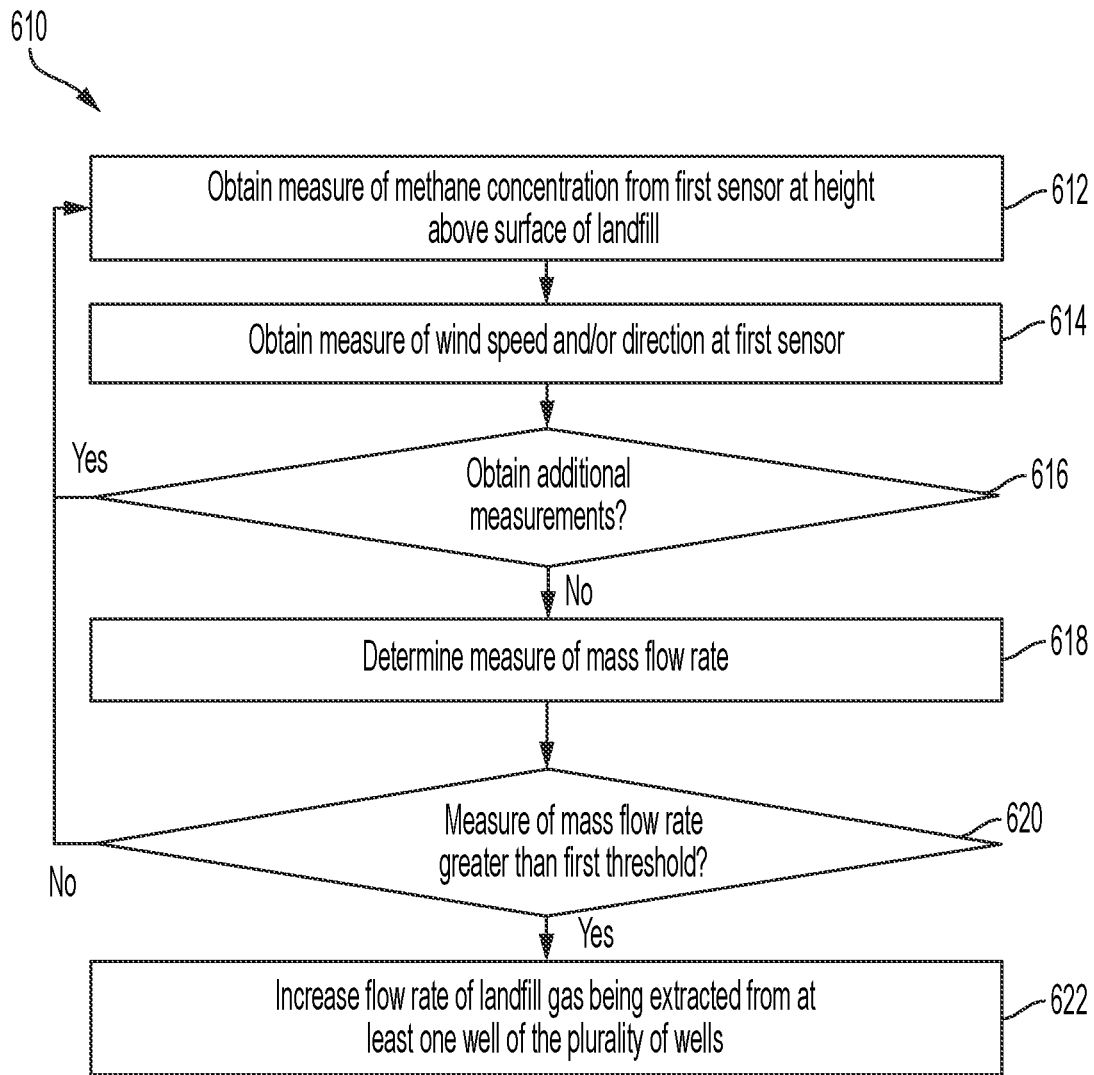 610
Obtain measure of methane concentration from first sensor at height
above surface of landfill
612
Obtain measure of wind speed and/or direction at first sensor
614
Yes
Obtain additional
measurements?
616
No
Determine measure of mass flow rate
618
Measure of mass flow rate
greater than first threshold?
620
No
Yes
Increase flow rate of landfill gas being extracted from at
least one well of the plurality of wells
622